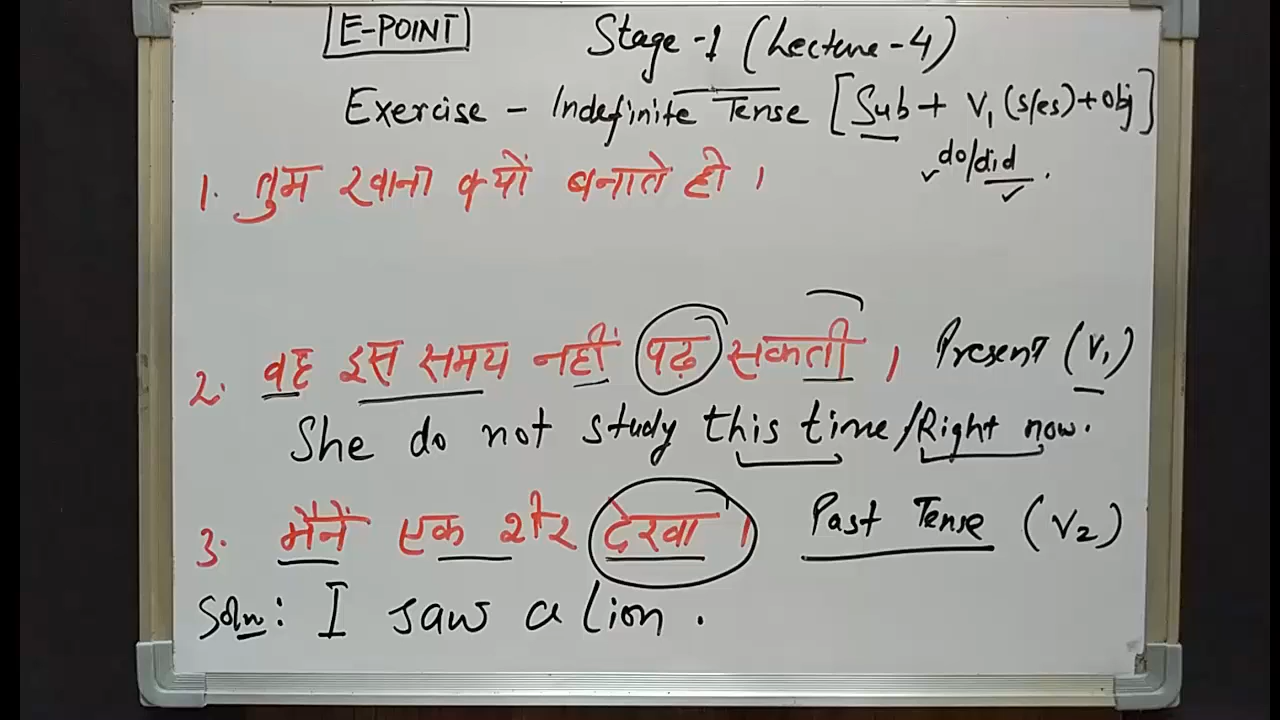 E-POINT Stage-1 (Lecture-4)
Exercise - Indefinite Tense [Sub + V₁ (s/es) + obj]
do/did.
1. तुम खाना क्यों बनाते हो।
2. वह इस समय नहीं पढ़ सकती। Present (V₁)
She do not study this time/Right now.
3. मैनें एक शेर देखा। Past Tense (V₂)
Soln: I saw a lion.